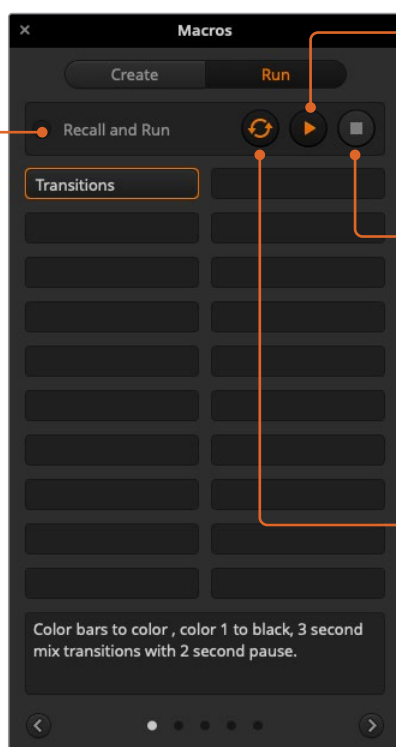 Macros
Create Run
Recall and Run
Transitions
Color bars to color , color 1 to black, 3 second
mix transitions with 2 second pause.